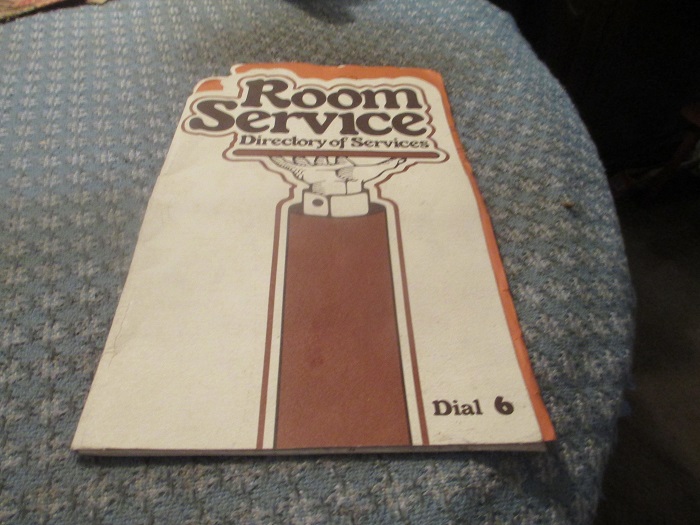 Room
Service
Directory of Services
Dial 6